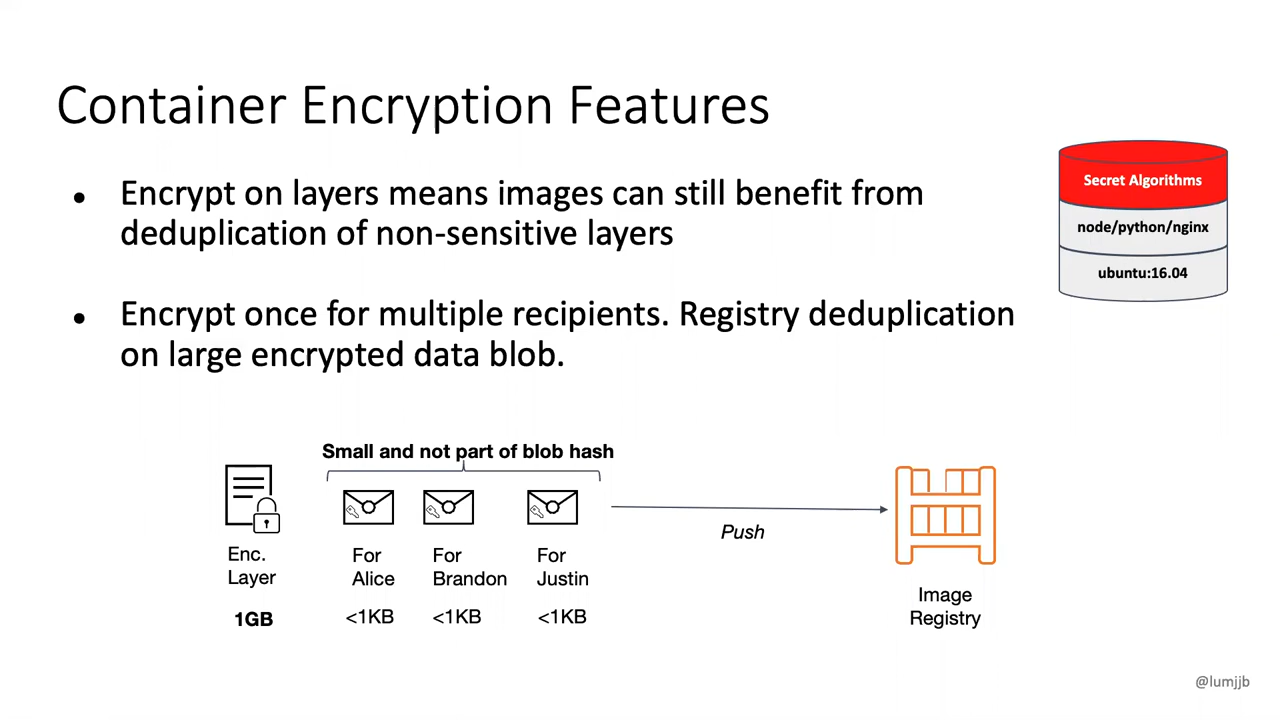 Container Encryption Features
• Encrypt on layers means images can still benefit from
deduplication of non-sensitive layers
• Encrypt once for multiple recipients. Registry deduplication
on large encrypted data blob.
Secret Algorithms
node/python/nginx
ubuntu:16.04
Small and not part of blob hash
Enc.
Layer
1GB
For
Alice
<1KB
For
Brandon
<1KB
For
Justin
<1KB
Push
Image
Registry
@lumjjb